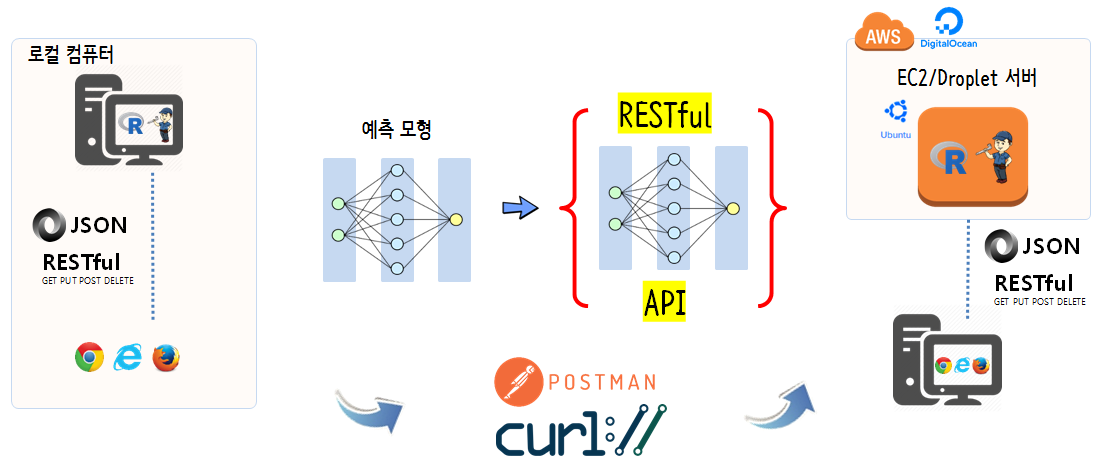 로컬 컴퓨터
R
JSON
RESTful
GET PUT POST DELETE
예측 모형
RESTful
API
POSTMAN
curl://
AWS
DigitalOcean
EC2/Droplet 서버
Ubuntu
R
JSON
RESTful
GET PUT POST DELETE